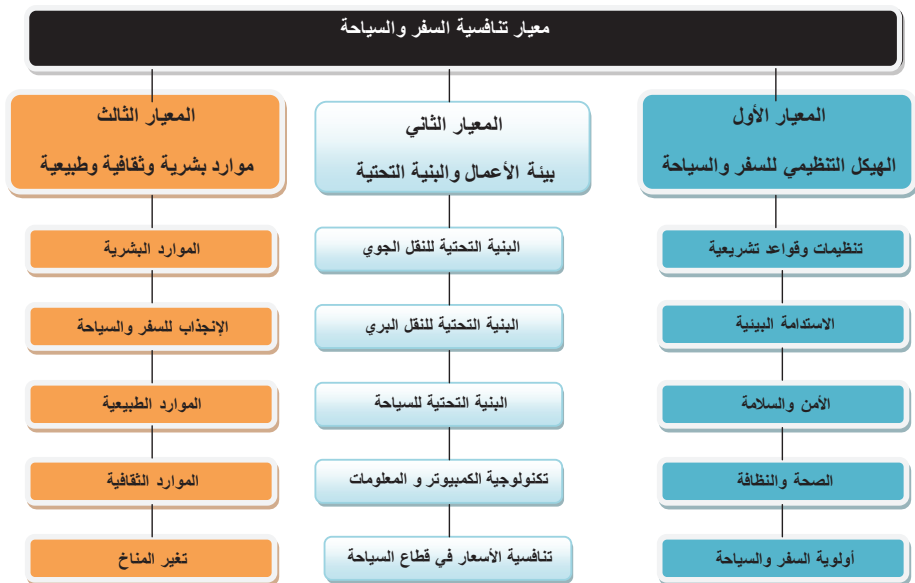 معيار تنافسية السفر والسياحة
المعيار الأول
الهيكل التنظيمي للسفر والسياحة
تنظيمات وقواعد تشريعية
الاستدامة البيئية
الأمن والسلامة
الصحة والنظافة
أولوية السفر والسياحة
المعيار الثاني
بيئة الأعمال والبنية التحتية
البنية التحتية للنقل الجوي
البنية التحتية للنقل البري
البنية التحتية للسياحة
تكنولوجية الكمبيوتر و المعلومات
تنافسية الأسعار في قطاع السياحة
المعيار الثالث
موارد بشرية وثقافية وطبيعية
الموارد البشرية
الإنجذاب للسفر والسياحة
الموارد الطبيعية
الموارد الثقافية
تغير المناخ